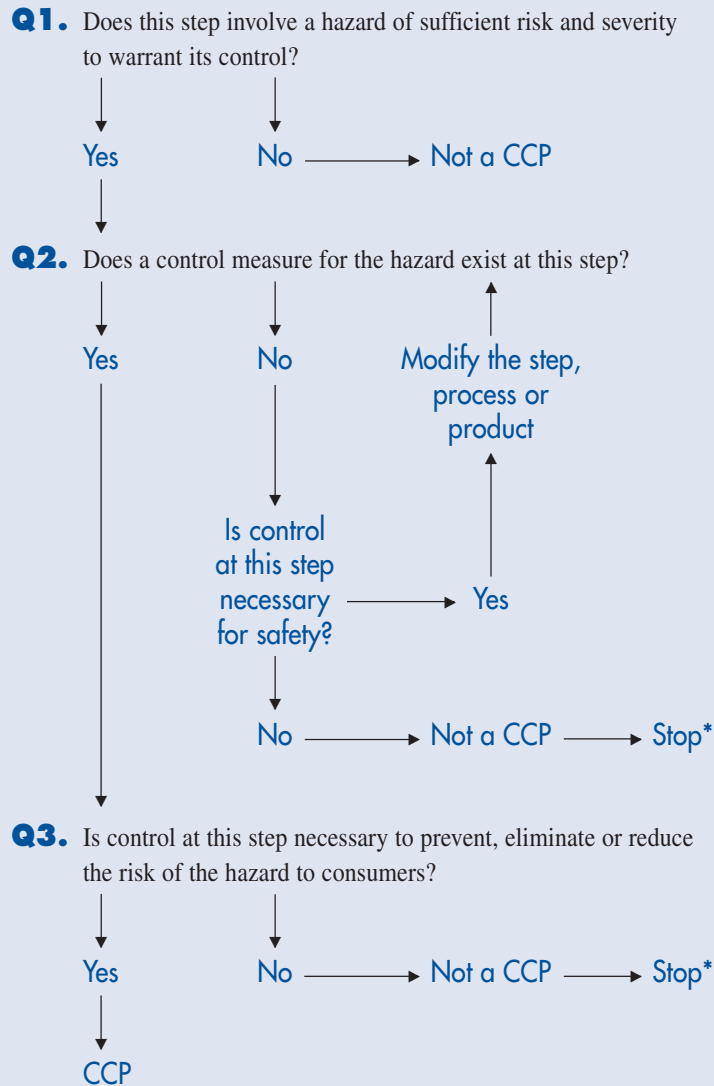 Q1. Does this step involve a hazard of sufficient risk and severity
to warrant its control?
Yes No Not a CCP
Q2. Does a control measure for the hazard exist at this step?
Yes No Modify the step,
process or
product
Is control
at this step
necessary
for safety?
Yes
No Not a CCP Stop*
Q3. Is control at this step necessary to prevent, eliminate or reduce
the risk of the hazard to consumers?
Yes No Not a CCP Stop*
CCP